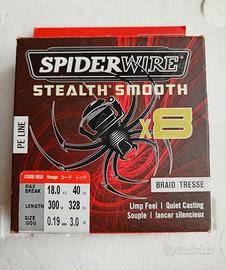 SPIDERWIRE
STEALTH® SMOOTH
x8
PE LINE
CODE RED Rouge コード レッド
MAX BREAK 18.0 KG 40 LB
LENGTH 300 M 328 YDS
SIZE GOU. 0.19 MM 3.0 号
BRAID TRESSE
Limp Feel | Quiet Casting
Souple | lancer silencieux